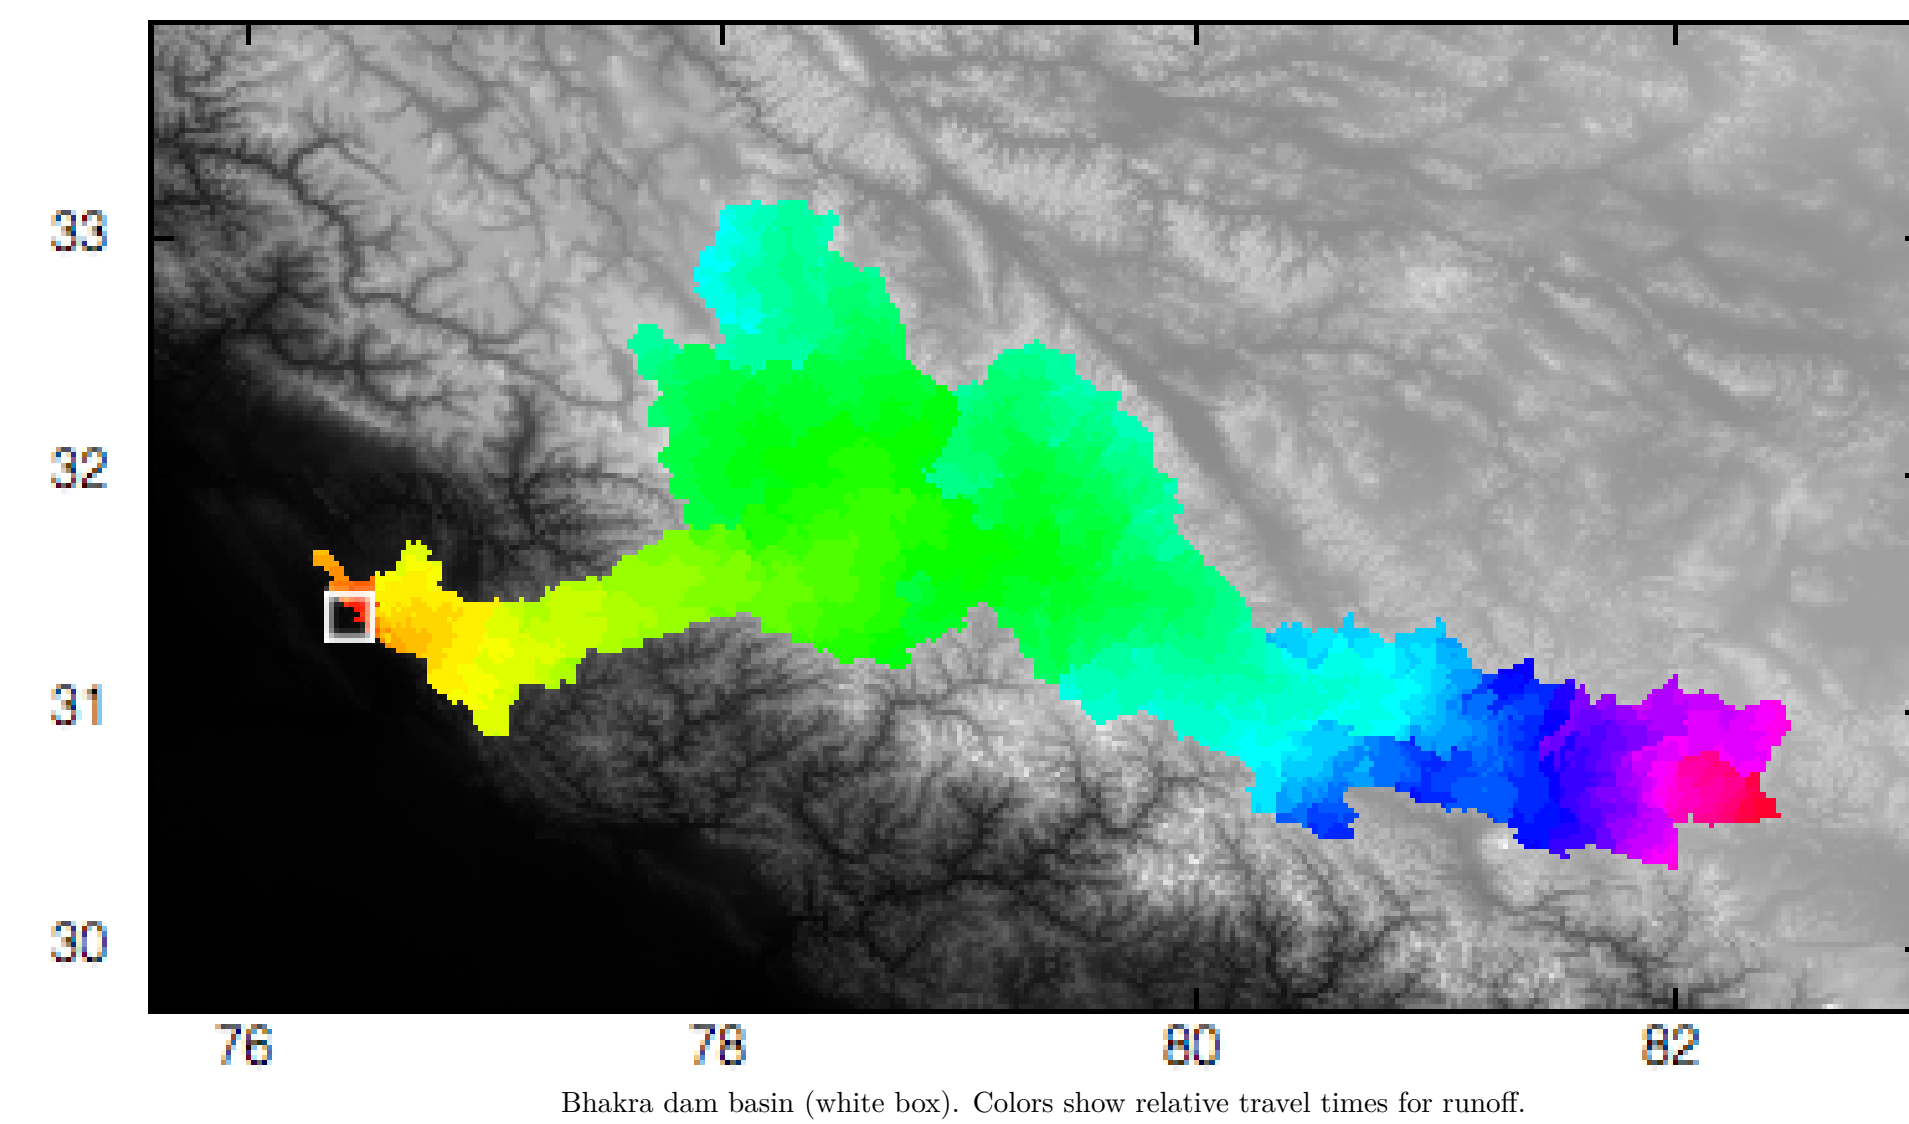 33
32
31
30
76 78 80 82
Bhakra dam basin (white box). Colors show relative travel times for runoff.